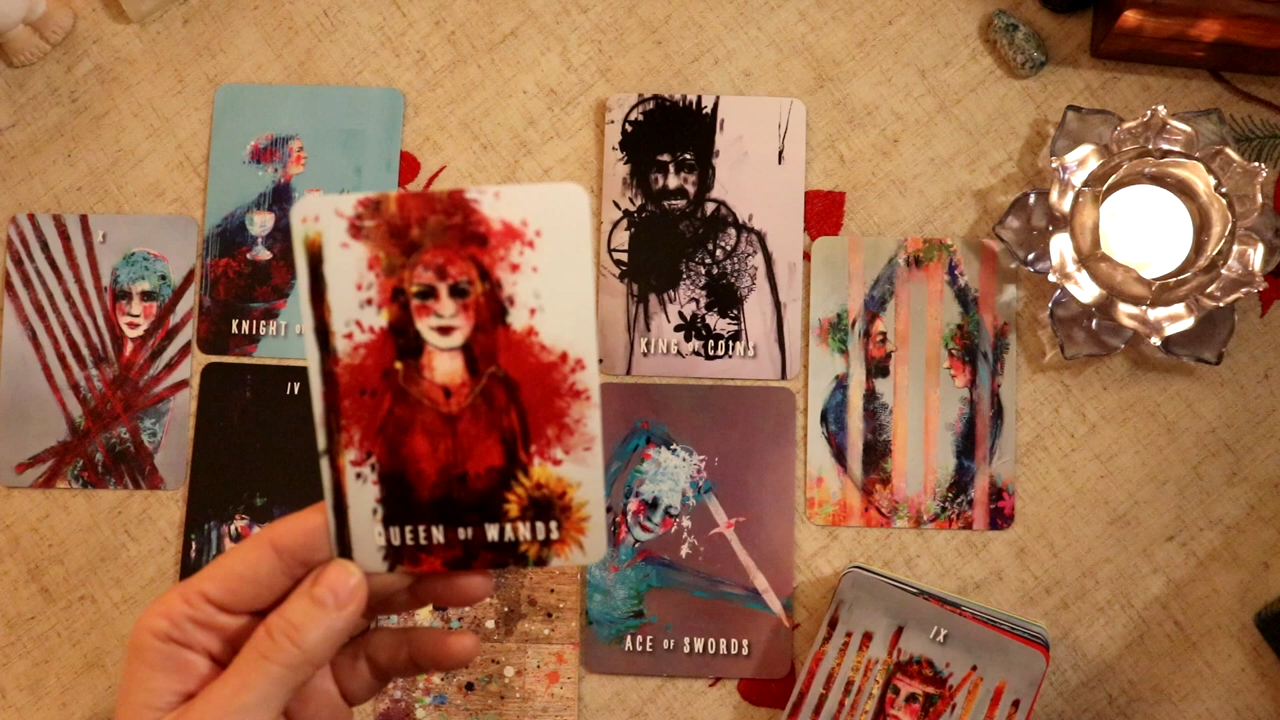 X
KNIGHT
IV
QUEEN OF WANDS
KING OF COINS
ACE OF SWORDS
IX